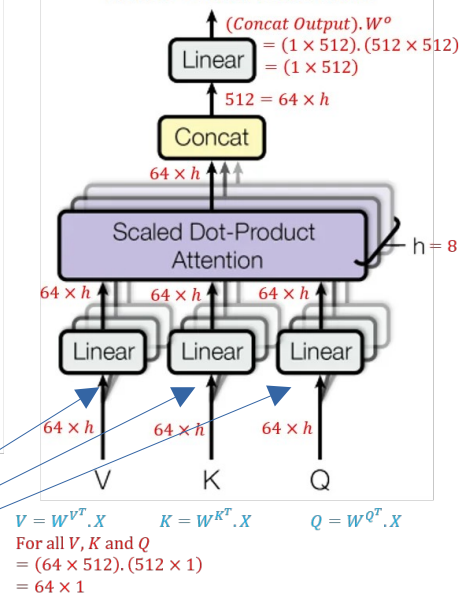 (Concat Output).Wᵒ
= (1 × 512).(512 × 512)
= (1 × 512)
Linear
512 = 64 × h
Concat
64 × h
Scaled Dot-Product
Attention
h = 8
64 × h 64 × h 64 × h
Linear Linear Linear
64 × h 64 × h 64 × h
V K Q
V = W^{V^T}.X K = W^{K^T}.X Q = W^{Q^T}.X
For all V, K and Q
= (64 × 512).(512 × 1)
= 64 × 1